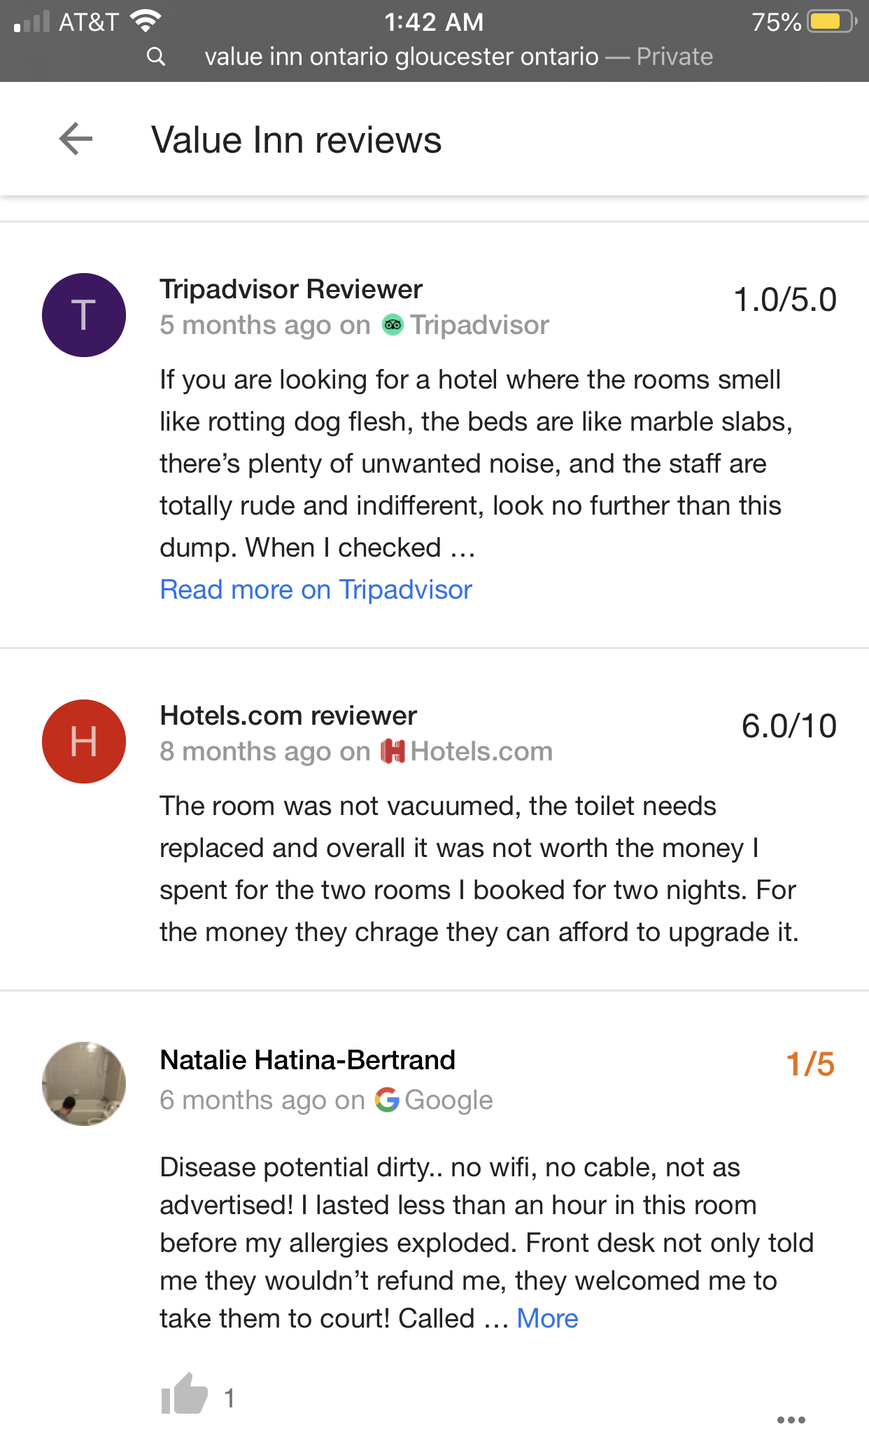 AT&T 1:42 AM 75%
value inn ontario gloucester ontario — Private
Value Inn reviews
T
Tripadvisor Reviewer 1.0/5.0
5 months ago on Tripadvisor
If you are looking for a hotel where the rooms smell
like rotting dog flesh, the beds are like marble slabs,
there’s plenty of unwanted noise, and the staff are
totally rude and indifferent, look no further than this
dump. When I checked ...
Read more on Tripadvisor
H
Hotels.com reviewer 6.0/10
8 months ago on Hotels.com
The room was not vacuumed, the toilet needs
replaced and overall it was not worth the money I
spent for the two rooms I booked for two nights. For
the money they chrage they can afford to upgrade it.
Natalie Hatina-Bertrand 1/5
6 months ago on Google
Disease potential dirty.. no wifi, no cable, not as
advertised! I lasted less than an hour in this room
before my allergies exploded. Front desk not only told
me they wouldn’t refund me, they welcomed me to
take them to court! Called ... More
1